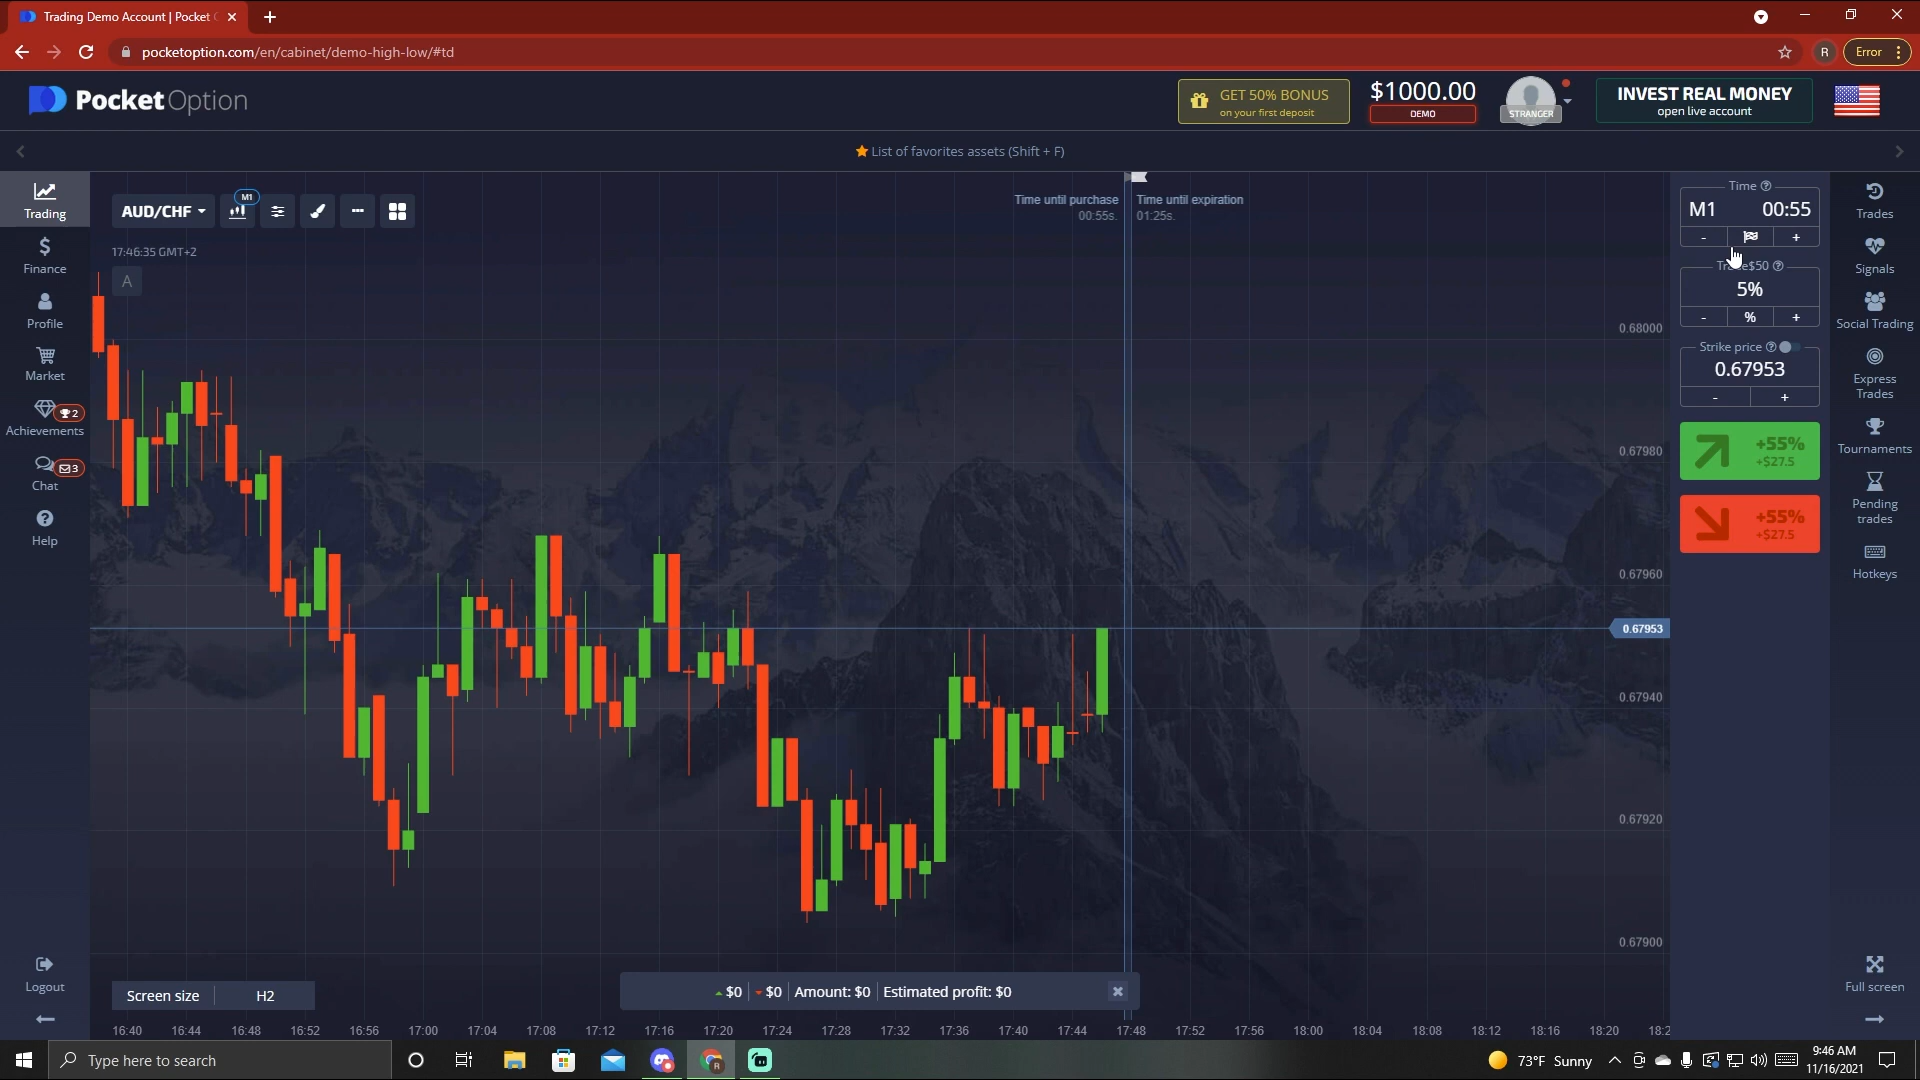 Trading Demo Account | Pocket
pocketoption.com/en/cabinet/demo-high-low/#td
R
Error
PocketOption
GET 50% BONUS
on your first deposit
$1000.00
DEMO
STRANGER
INVEST REAL MONEY
open live account
List of favorites assets (Shift + F)
Trading
Finance
Profile
Market
2
Achievements
3
Chat
Help
Logout
AUD/CHF
M1
17:46:35 GMT+2
A
Time until purchase
00:55s.
Time until expiration
01:25s.
0.68000
0.67980
0.67960
0.67953
0.67940
0.67920
0.67900
Time
M1 00:55
- +
$50
5%
- % +
Strike price
0.67953
- +
+55%
+$27.5
+55%
+$27.5
Trades
Signals
Social Trading
Express
Trades
Tournaments
Pending
trades
Hotkeys
Full screen
Screen size H2
$0 $0 Amount: $0 Estimated profit: $0
16:40 16:44 16:48 16:52 16:56 17:00 17:04 17:08 17:12 17:16 17:20 17:24 17:28 17:32 17:36 17:40 17:44 17:48 17:52 17:56 18:00 18:04 18:08 18:12 18:16 18:20 18:2
Type here to search
R
73°F Sunny
9:46 AM
11/16/2021